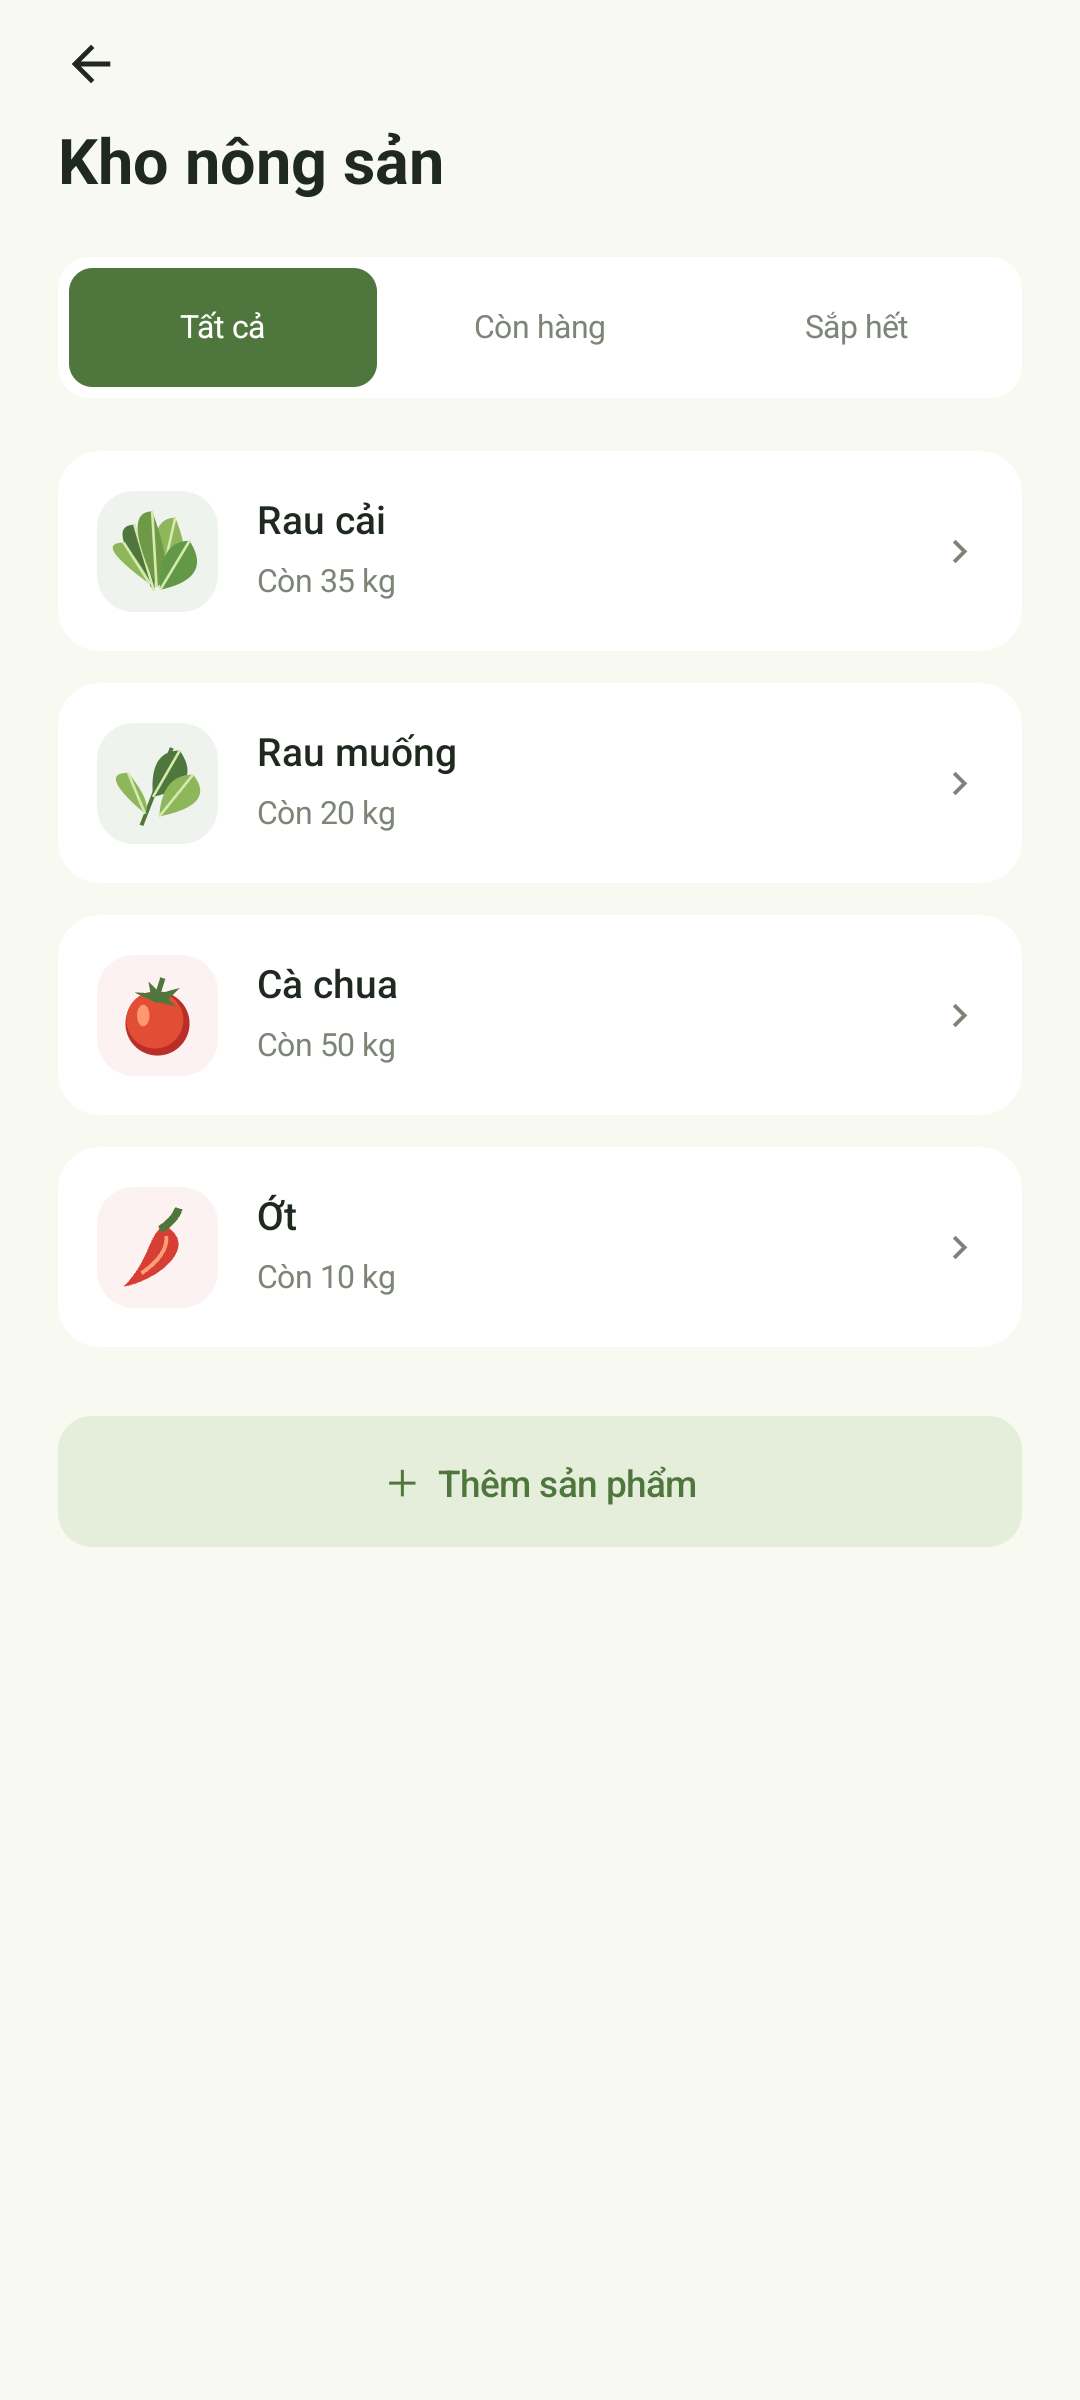 Kho nông sản
Tất cả
Còn hàng
Sắp hết
Rau cải
Còn 35 kg
Rau muống
Còn 20 kg
Cà chua
Còn 50 kg
Ớt
Còn 10 kg
+ Thêm sản phẩm